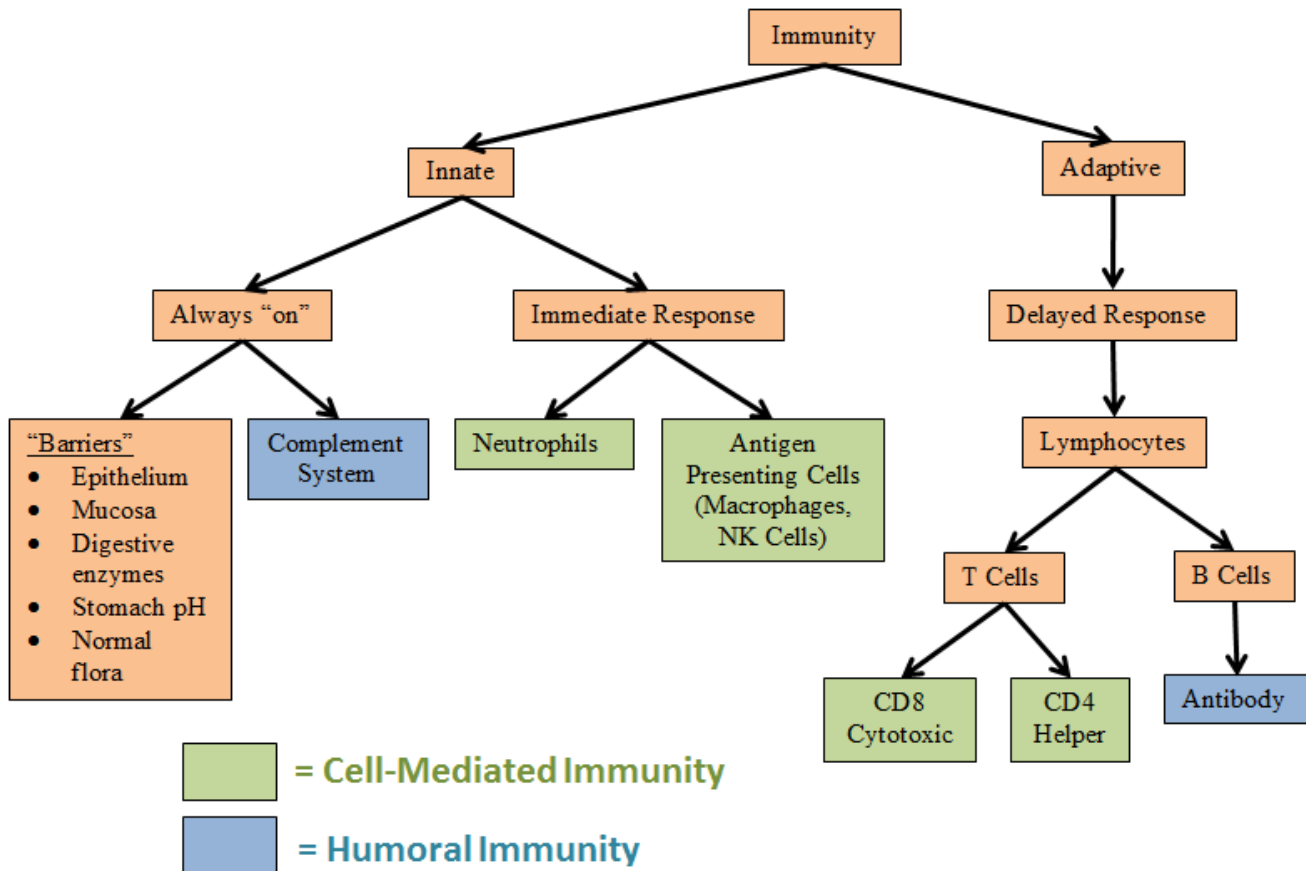 Immunity
Innate
Adaptive
Always “on”
Immediate Response
Delayed Response
“Barriers”
• Epithelium
• Mucosa
• Digestive
enzymes
• Stomach pH
• Normal
flora
Complement
System
Neutrophils
Antigen
Presenting Cells
(Macrophages,
NK Cells)
Lymphocytes
T Cells
B Cells
CD8
Cytotoxic
CD4
Helper
Antibody
= Cell-Mediated Immunity
= Humoral Immunity